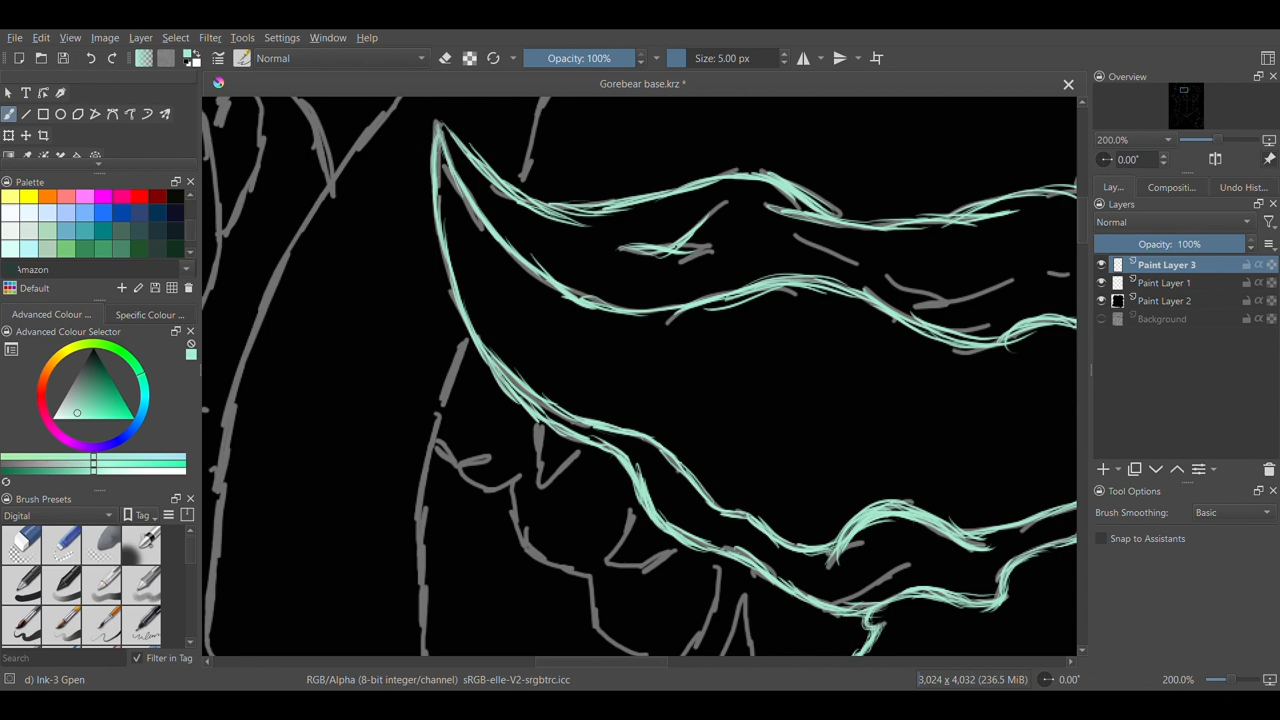 File Edit View Image Layer Select Filter Tools Settings Window Help
Normal Opacity: 100% Size: 5.00 px
Gorebear base.krz *
Overview
200.0%
0.00°
Lay... Compositi... Undo Hist...
Layers
Normal
Opacity: 100%
Paint Layer 3
Paint Layer 1
Paint Layer 2
Background
Tool Options
Brush Smoothing: Basic
Snap to Assistants
Palette
Amazon
Default
Advanced Colour ... Specific Colour ...
Advanced Colour Selector
Brush Presets
Digital Tag
Search Filter in Tag
d) Ink-3 Gpen RGB/Alpha (8-bit integer/channel) sRGB-elle-V2-srgbtrc.icc 3,024 x 4,032 (236.5 MiB) 0.00° 200.0%